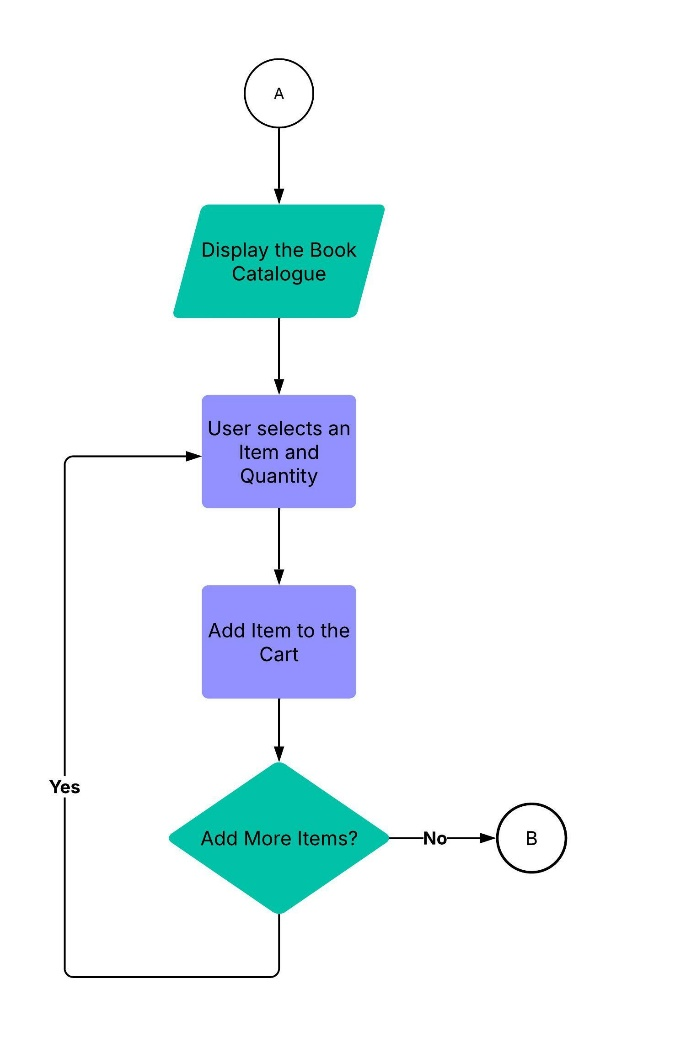 A
Display the Book
Catalogue
User selects an
Item and
Quantity
Add Item to the
Cart
Yes
Add More Items?
No
B